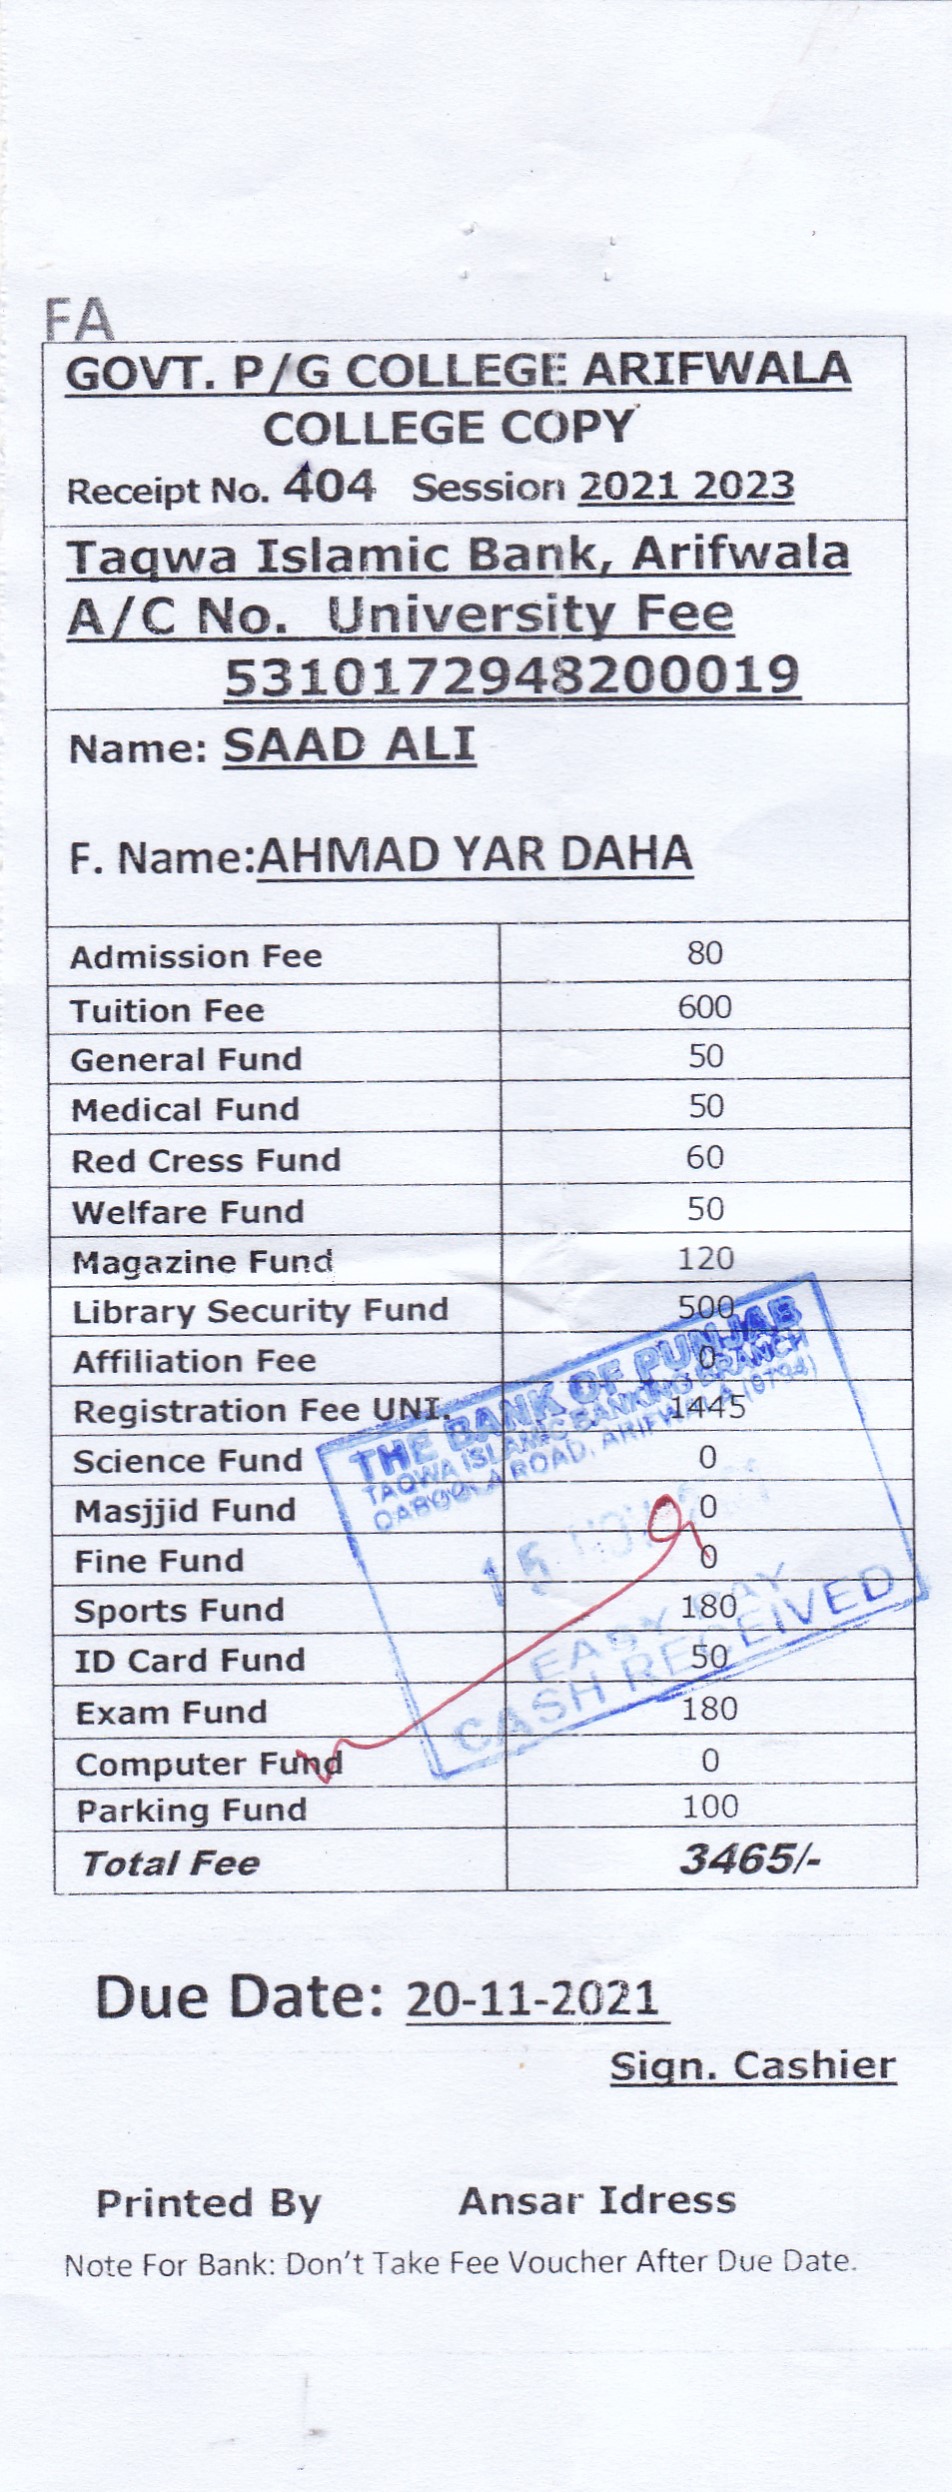 FA
GOVT. P/G COLLEGE ARIFWALA
COLLEGE COPY
Receipt No. 404 Session 2021 2023
Taqwa Islamic Bank, Arifwala
A/C No. University Fee
5310172948200019
Name: SAAD ALI
F. Name:AHMAD YAR DAHA
Admission Fee 80
Tuition Fee 600
General Fund 50
Medical Fund 50
Red Cress Fund 60
Welfare Fund 50
Magazine Fund 120
Library Security Fund 500
Affiliation Fee 0
Registration Fee UNI. 1445
Science Fund 0
Masjjid Fund 0
Fine Fund 0
Sports Fund 180
ID Card Fund 50
Exam Fund 180
Computer Fund 0
Parking Fund 100
Total Fee 3465/-
THE BANK OF PUNJAB
TAQWA ISLAMIC BANKING BRANCH
ROAD, ARIFWALA
15 NOV
EASY PAY
CASH RECEIVED
Due Date: 20-11-2021
Sign. Cashier
Printed By Ansar Idress
Note For Bank: Don't Take Fee Voucher After Due Date.